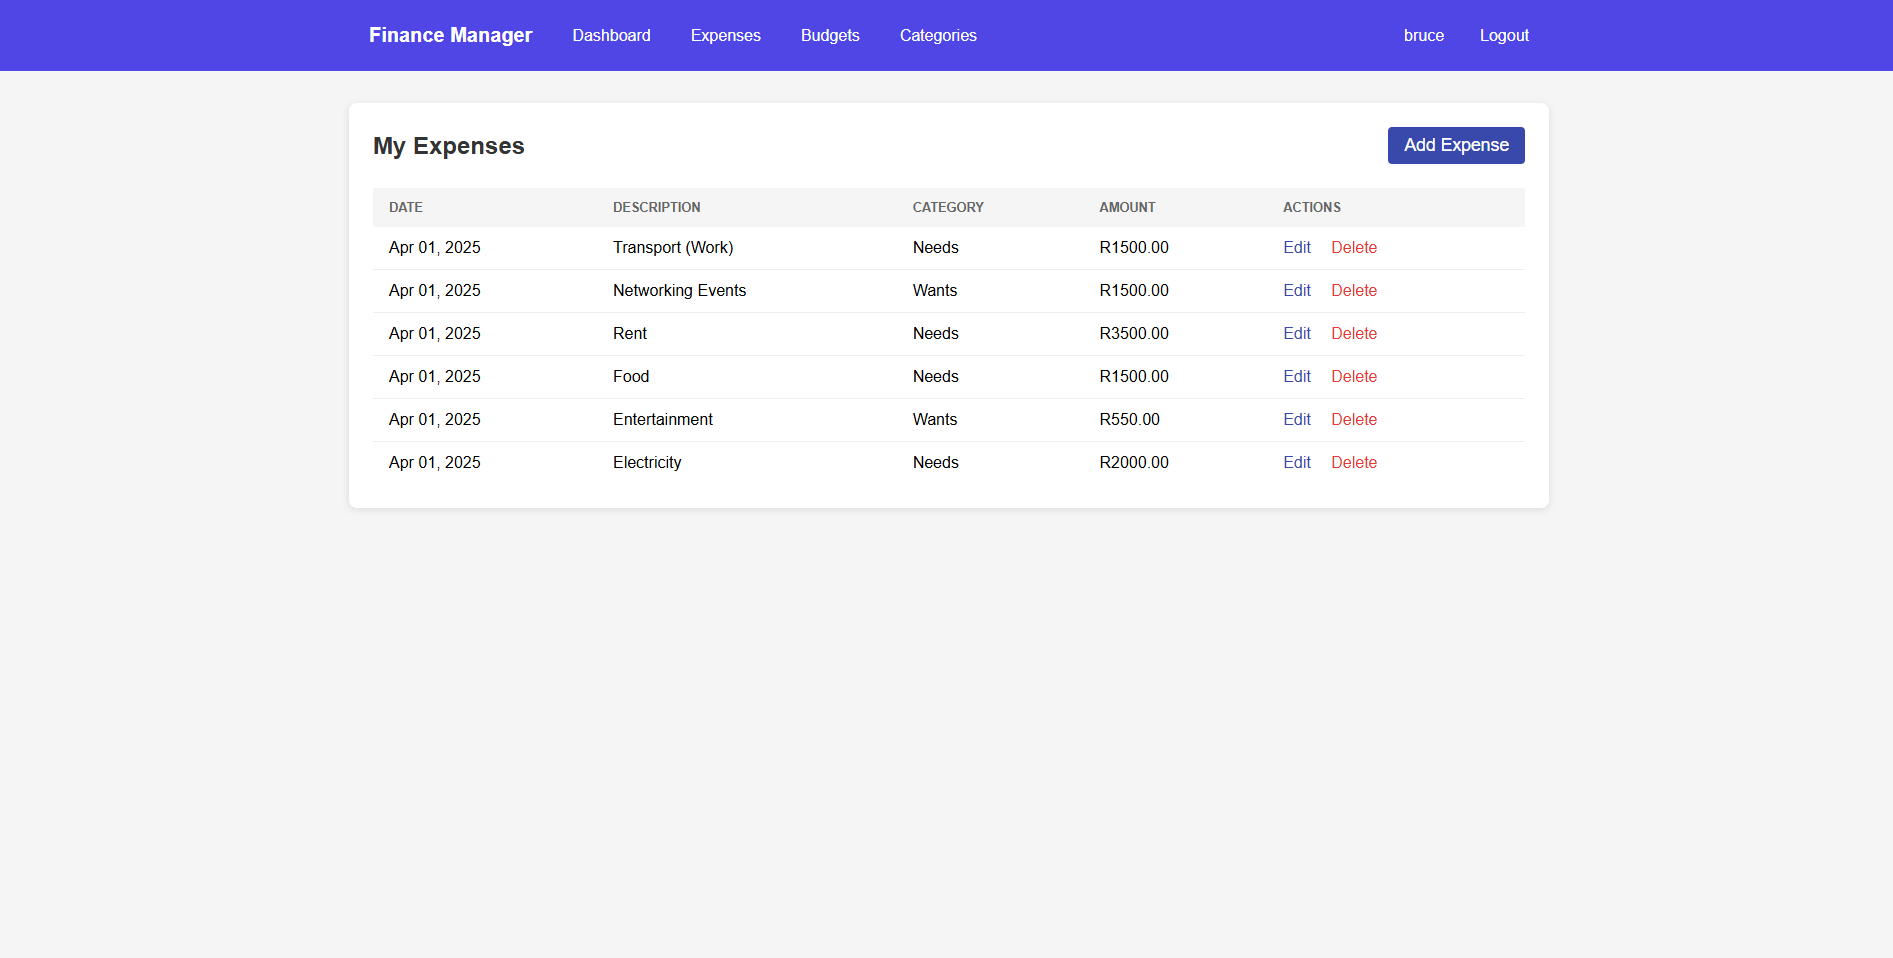 Finance Manager Dashboard Expenses Budgets Categories bruce Logout
My Expenses Add Expense
DATE DESCRIPTION CATEGORY AMOUNT ACTIONS
Apr 01, 2025 Transport (Work) Needs R1500.00 Edit Delete
Apr 01, 2025 Networking Events Wants R1500.00 Edit Delete
Apr 01, 2025 Rent Needs R3500.00 Edit Delete
Apr 01, 2025 Food Needs R1500.00 Edit Delete
Apr 01, 2025 Entertainment Wants R550.00 Edit Delete
Apr 01, 2025 Electricity Needs R2000.00 Edit Delete